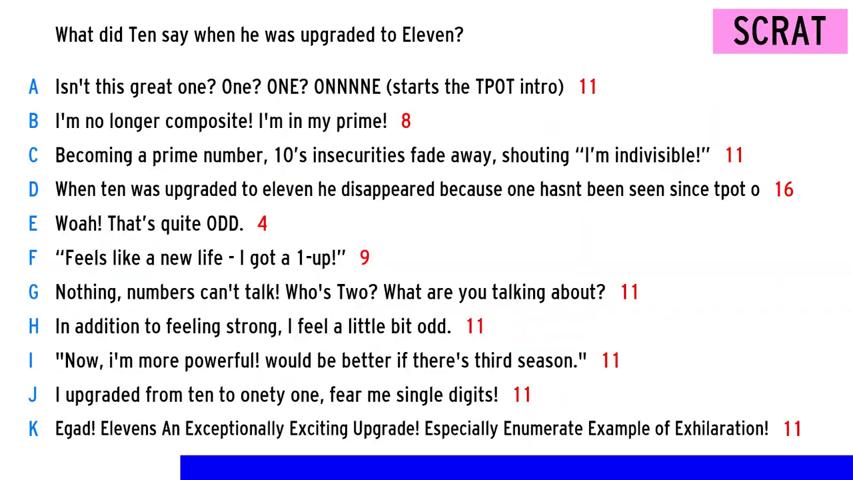 What did Ten say when he was upgraded to Eleven?
SCRAT
A Isn't this great one? One? ONE? ONNNNE (starts the TPOT intro) 11
B I'm no longer composite! I'm in my prime! 8
C Becoming a prime number, 10's insecurities fade away, shouting “I'm indivisible!” 11
D When ten was upgraded to eleven he disappeared because one hasnt been seen since tpot 0 16
E Woah! That's quite ODD. 4
F “Feels like a new life - I got a 1-up!” 9
G Nothing, numbers can't talk! Who's Two? What are you talking about? 11
H In addition to feeling strong, I feel a little bit odd. 11
I "Now, i'm more powerful! would be better if there's third season." 11
J I upgraded from ten to onety one, fear me single digits! 11
K Egad! Elevens An Exceptionally Exciting Upgrade! Especially Enumerate Example of Exhilaration! 11